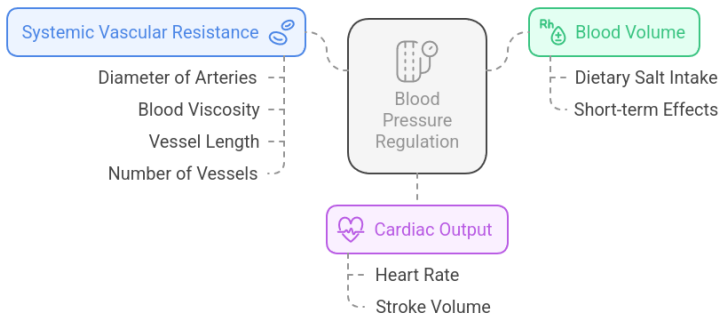 Systemic Vascular Resistance
Diameter of Arteries
Blood Viscosity
Vessel Length
Number of Vessels
Blood
Pressure
Regulation
Rh
Blood Volume
Dietary Salt Intake
Short-term Effects
Cardiac Output
Heart Rate
Stroke Volume